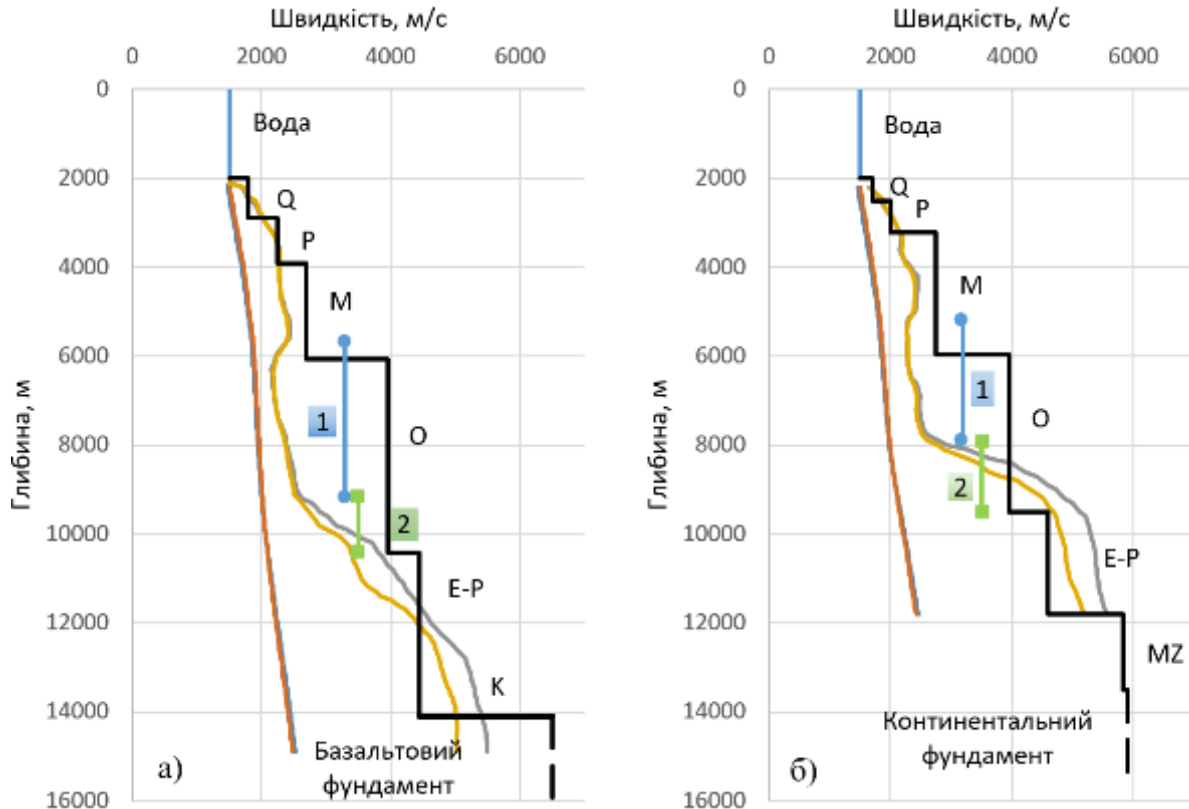 Швидкість, м/с
0 2000 4000 6000
0
2000
4000
6000
8000
10000
12000
14000
16000
Глибина, м
Вода
Q
P
M
1
O
2
E-P
K
Базальтовий
фундамент
а)
Швидкість, м/с
0 2000 4000 6000
0
2000
4000
6000
8000
10000
12000
14000
16000
Глибина, м
Вода
Q
P
M
1
O
2
E-P
MZ
Континентальний
фундамент
б)